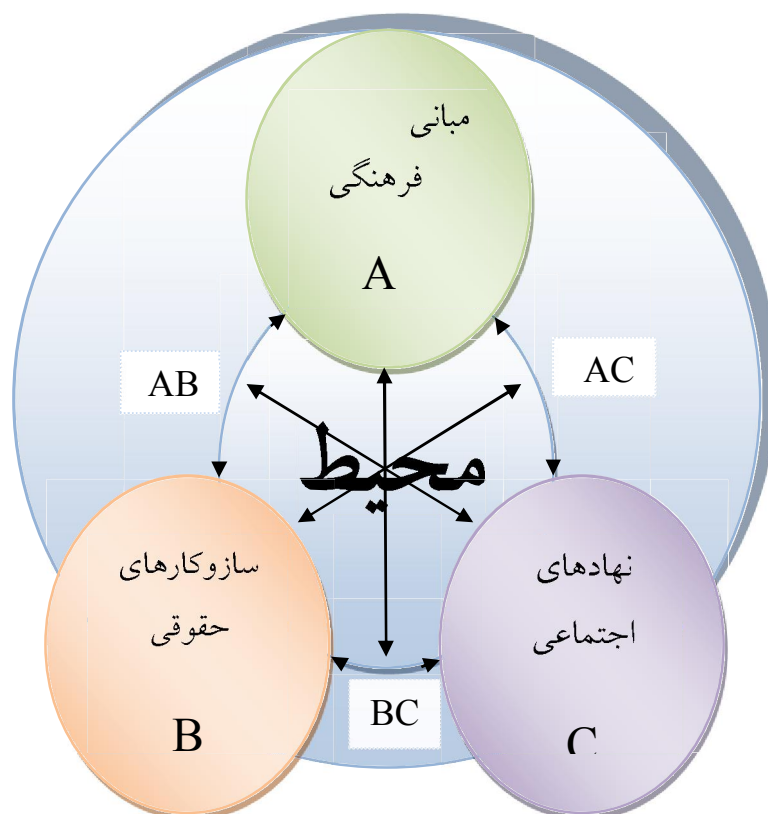 مبانی
فرهنگی
A
AB
AC
محیط
سازوکارهای
حقوقی
B
نهادهای
اجتماعی
C
BC